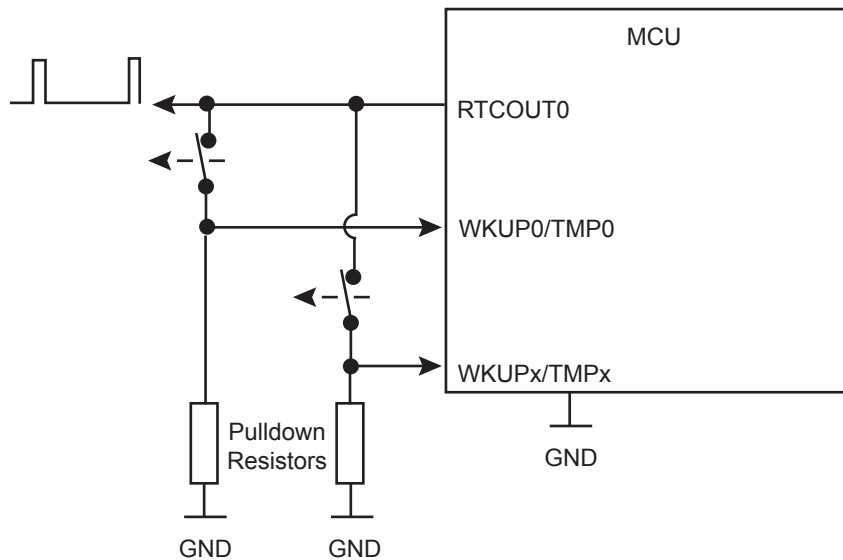 MCU
RTCOUT0
WKUP0/TMP0
WKUPx/TMPx
Pulldown
Resistors
GND
GND
GND